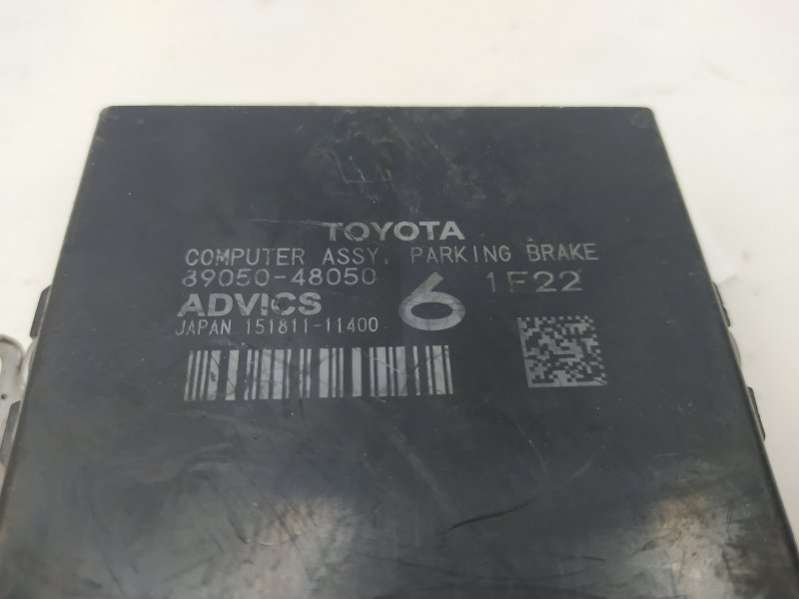 TOYOTA
COMPUTER ASSY, PARKING BRAKE
89050-48050
ADVICS 6 1F22
JAPAN 151811-11400